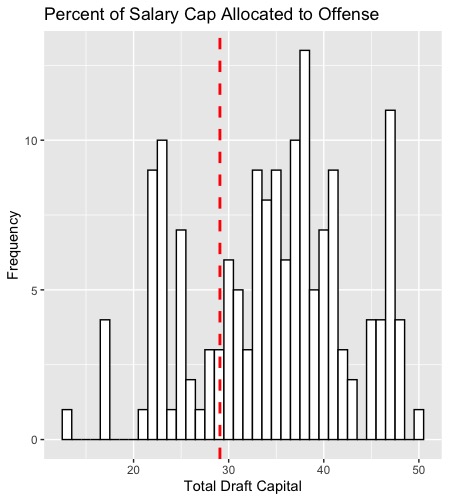 Percent of Salary Cap Allocated to Offense
Frequency
10
5
0
20 30 40 50
Total Draft Capital